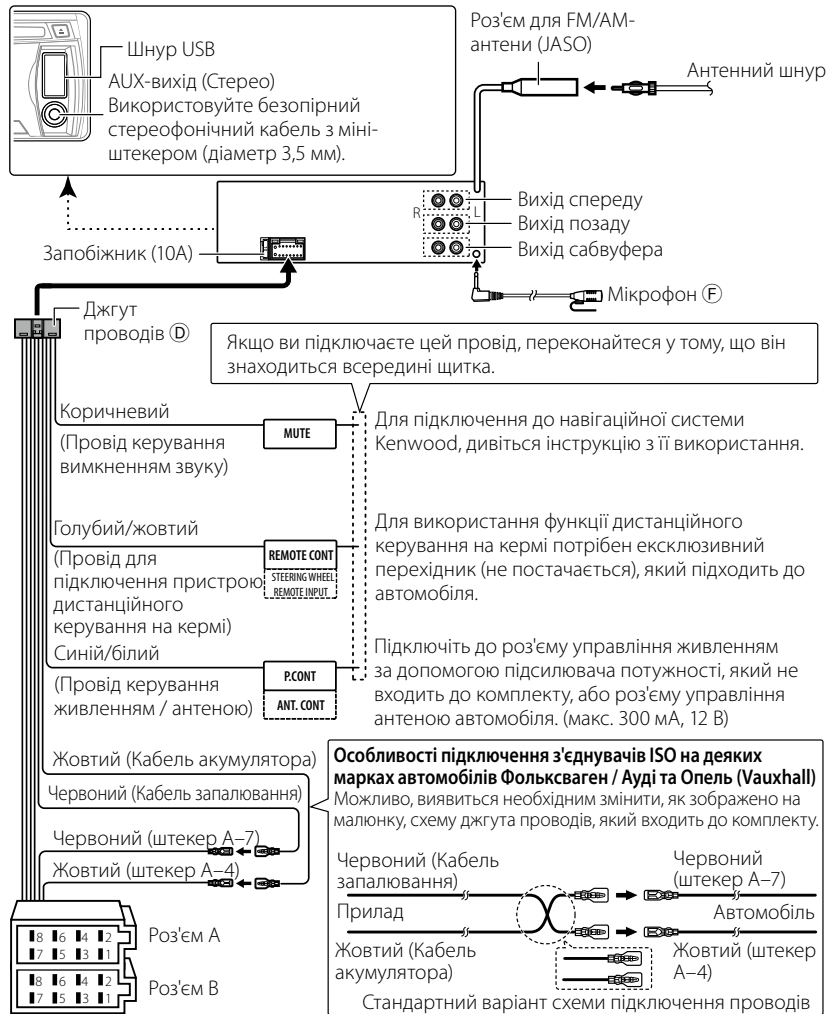 Шнур USB
AUX-вихід (Стерео)
Використовуйте безопірний
стереофонічний кабель з міні-
штекером (діаметр 3,5 мм).
Роз'єм для FM/AM-
антени (JASO)
Антенний шнур
R
L
Вихід спереду
Вихід позаду
Вихід сабвуфера
Запобіжник (10А)
Мікрофон Ⓕ
Джгут
проводів Ⓓ
Якщо ви підключаєте цей провід, переконайтеся у тому, що він
знаходиться всередині щитка.
Коричневий
(Провід керування
вимкненням звуку)
MUTE
Для підключення до навігаційної системи
Kenwood, дивіться інструкцію з її використання.
Голубий/жовтий
(Провід для
підключення пристрою
дистанційного
керування на кермі)
REMOTE CONT
STEERING WHEEL
REMOTE INPUT
Для використання функції дистанційного
керування на кермі потрібен ексклюзивний
перехідник (не постачається), який підходить до
автомобіля.
Синій/білий
(Провід керування
живленням / антеною)
P.CONT
ANT. CONT
Підключіть до роз'єму управління живленням
за допомогою підсилювача потужності, який не
входить до комплекту, або роз'єму управління
антеною автомобіля. (макс. 300 мА, 12 В)
Жовтий (Кабель акумулятора)
Червоний (Кабель запалювання)
Червоний (штекер А–7)
Жовтий (штекер А–4)
Роз'єм А
8 6 4 2
7 5 3 1
Роз'єм В
8 6 4 2
7 5 3 1
Особливості підключення з'єднувачів ISO на деяких
марках автомобілів Фольксваген / Ауді та Опель (Vauxhall)
Можливо, виявиться необхідним змінити, як зображено на
малюнку, схему джгута проводів, який входить до комплекту.
Червоний (Кабель
запалювання)
Червоний
(штекер А–7)
Прилад
Автомобіль
Жовтий (Кабель
акумулятора)
Жовтий (штекер
А–4)
Стандартний варіант схеми підключення проводів